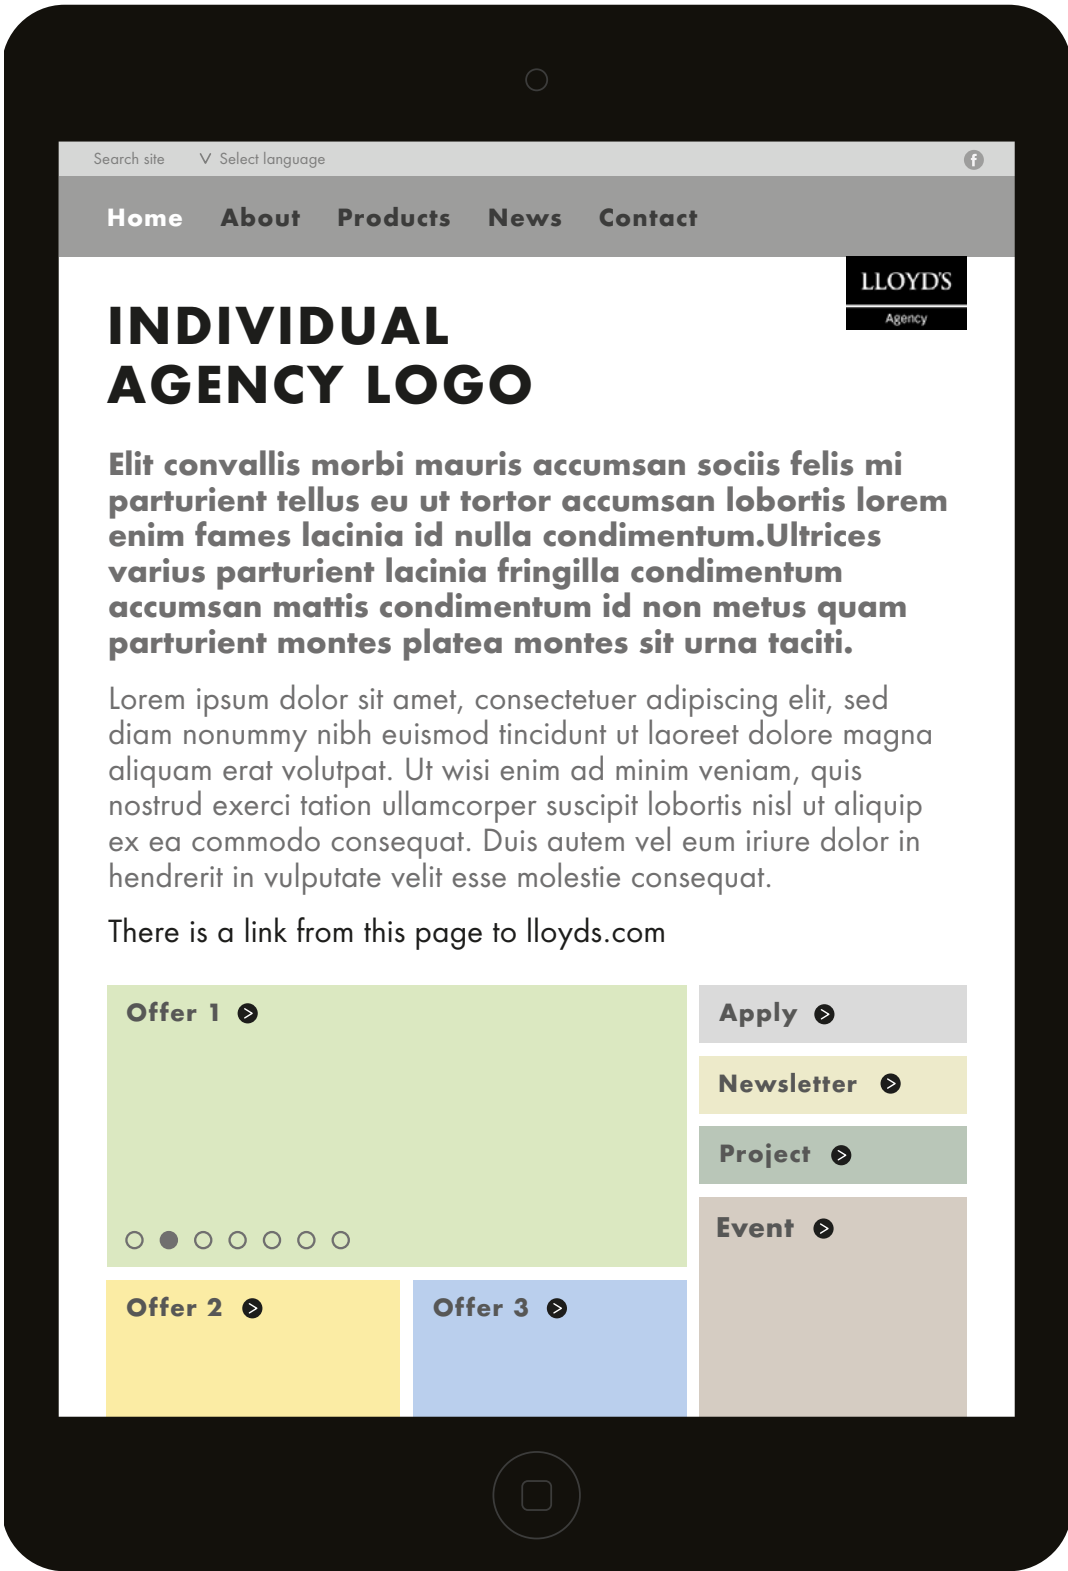 Search site
Select language
Home About Products News Contact
LLOYD'S
Agency
INDIVIDUAL
AGENCY LOGO
Elit convallis morbi mauris accumsan sociis felis mi
parturient tellus eu ut tortor accumsan lobortis lorem
enim fames lacinia id nulla condimentum.Ultrices
varius parturient lacinia fringilla condimentum
accumsan mattis condimentum id non metus quam
parturient montes platea montes sit urna taciti.
Lorem ipsum dolor sit amet, consectetuer adipiscing elit, sed
diam nonummy nibh euismod tincidunt ut laoreet dolore magna
aliquam erat volutpat. Ut wisi enim ad minim veniam, quis
nostrud exerci tation ullamcorper suscipit lobortis nisl ut aliquip
ex ea commodo consequat. Duis autem vel eum iriure dolor in
hendrerit in vulputate velit esse molestie consequat.
There is a link from this page to lloyds.com
Offer 1
Apply
Newsletter
Project
Event
Offer 2
Offer 3